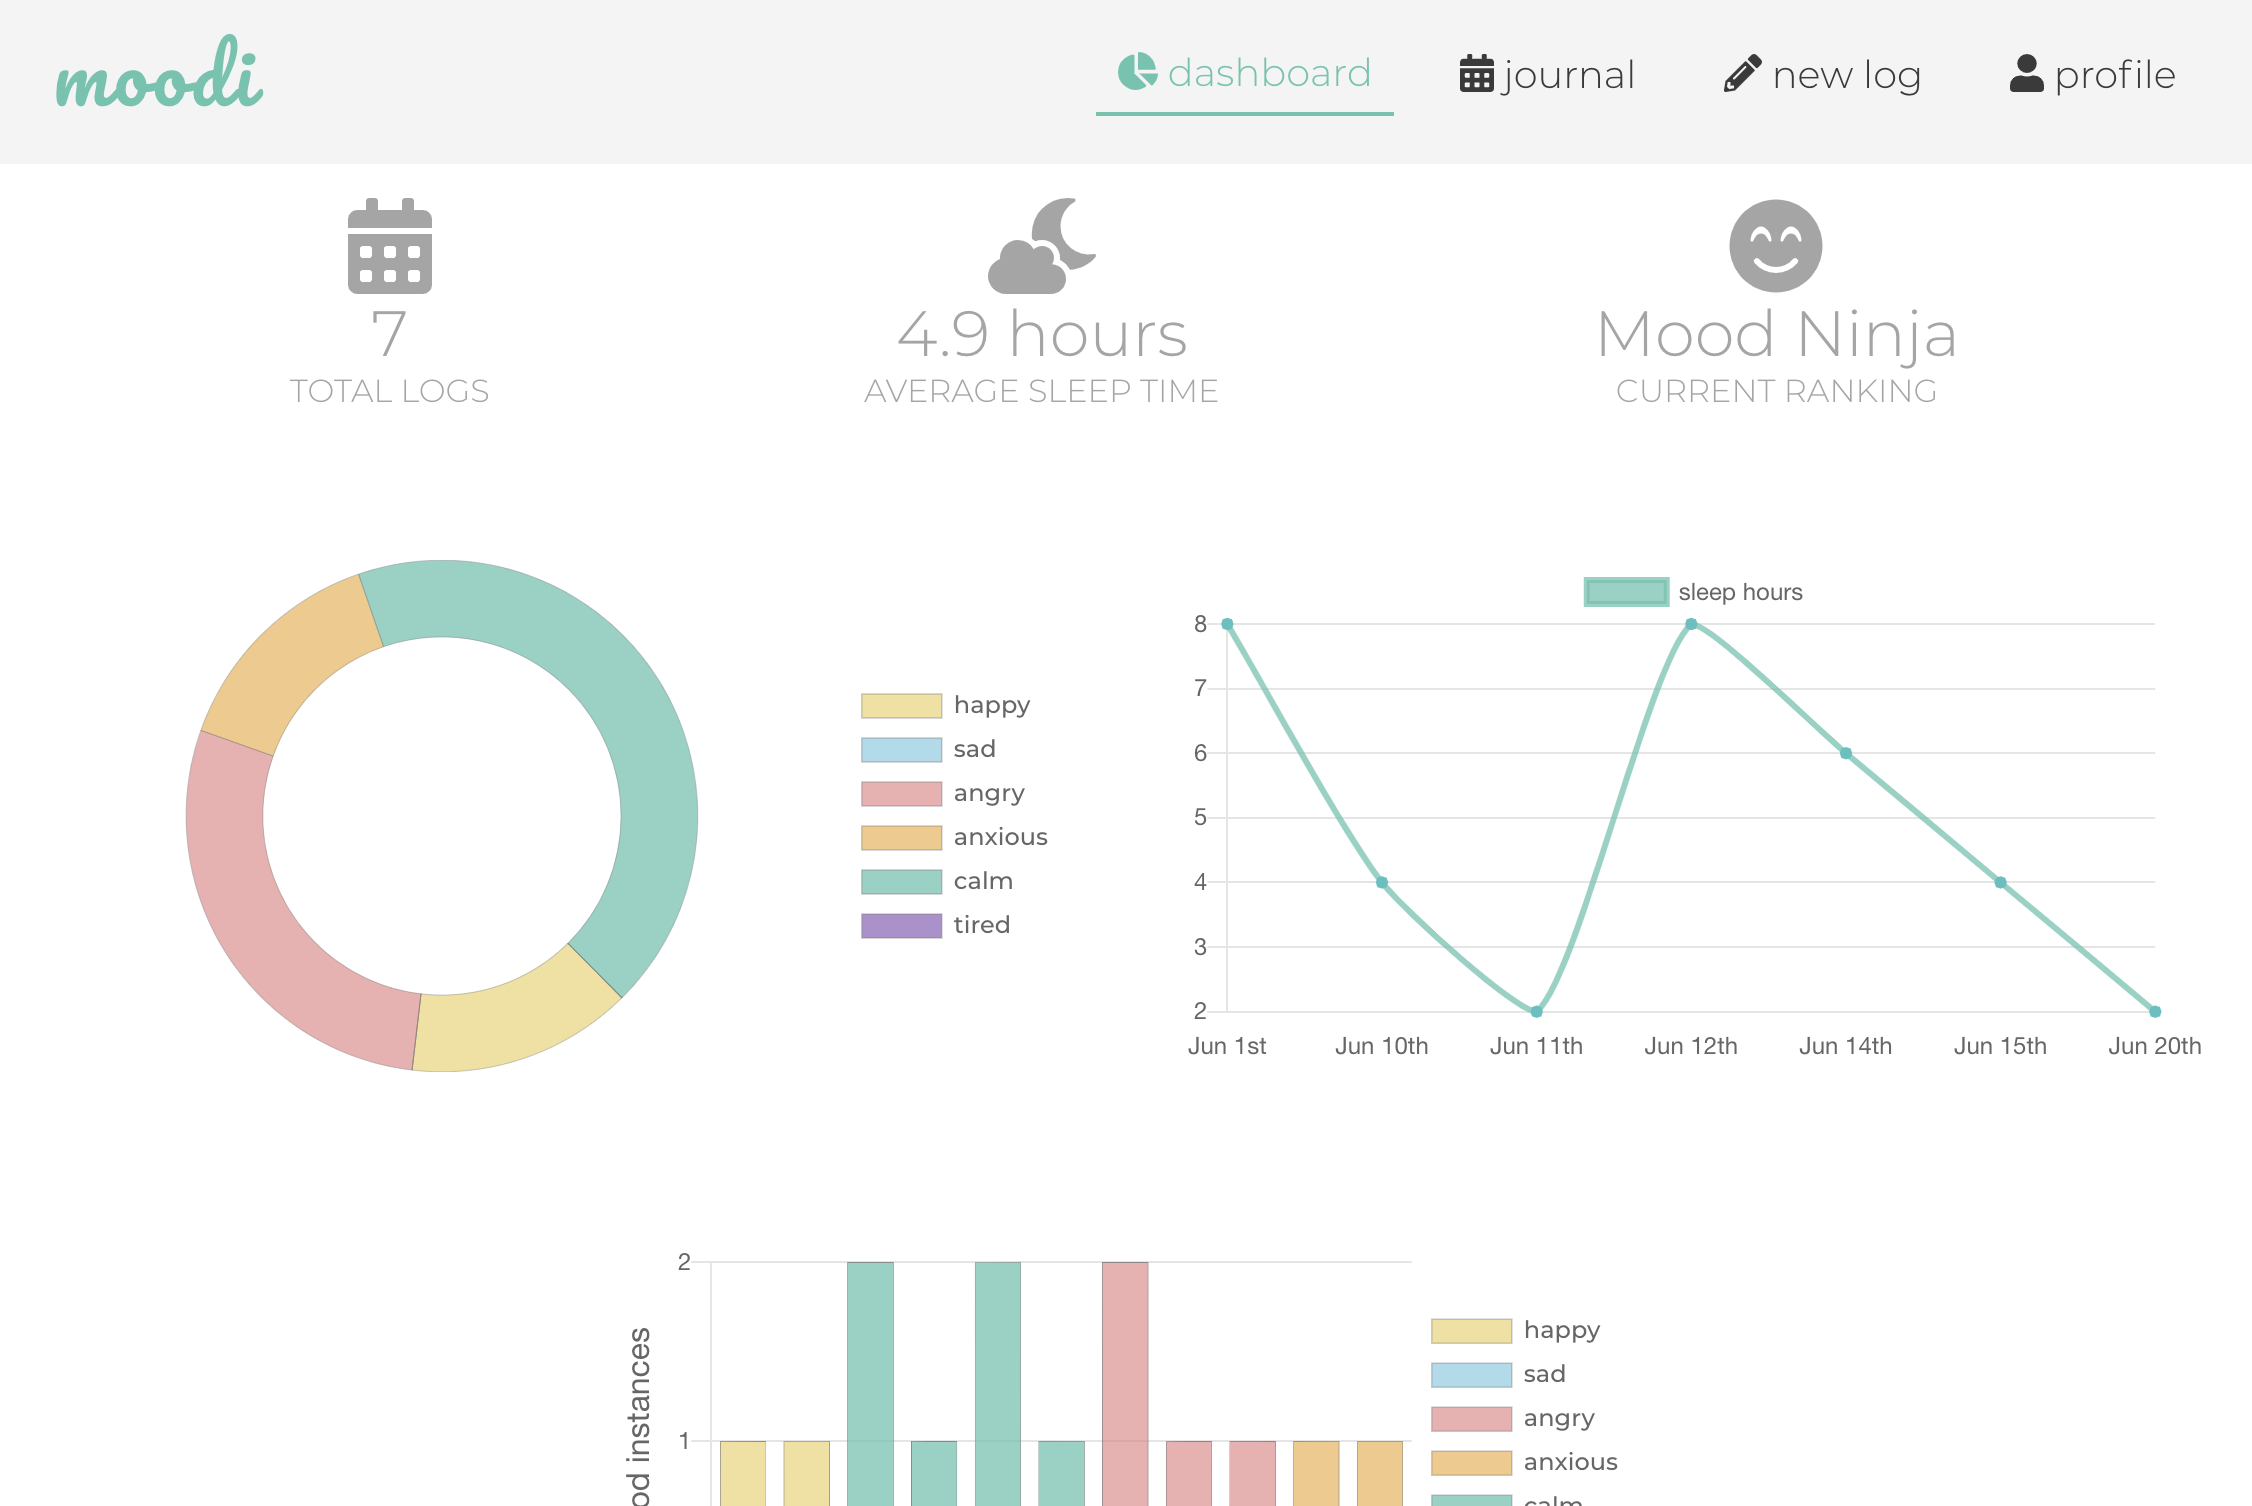 moodi
dashboard
journal
new log
profile
7
TOTAL LOGS
4.9 hours
AVERAGE SLEEP TIME
Mood Ninja
CURRENT RANKING
happy
sad
angry
anxious
calm
tired
sleep hours
8
7
6
5
4
3
2
Jun 1st
Jun 10th
Jun 11th
Jun 12th
Jun 14th
Jun 15th
Jun 20th
2
1
od instances
happy
sad
angry
anxious
calm